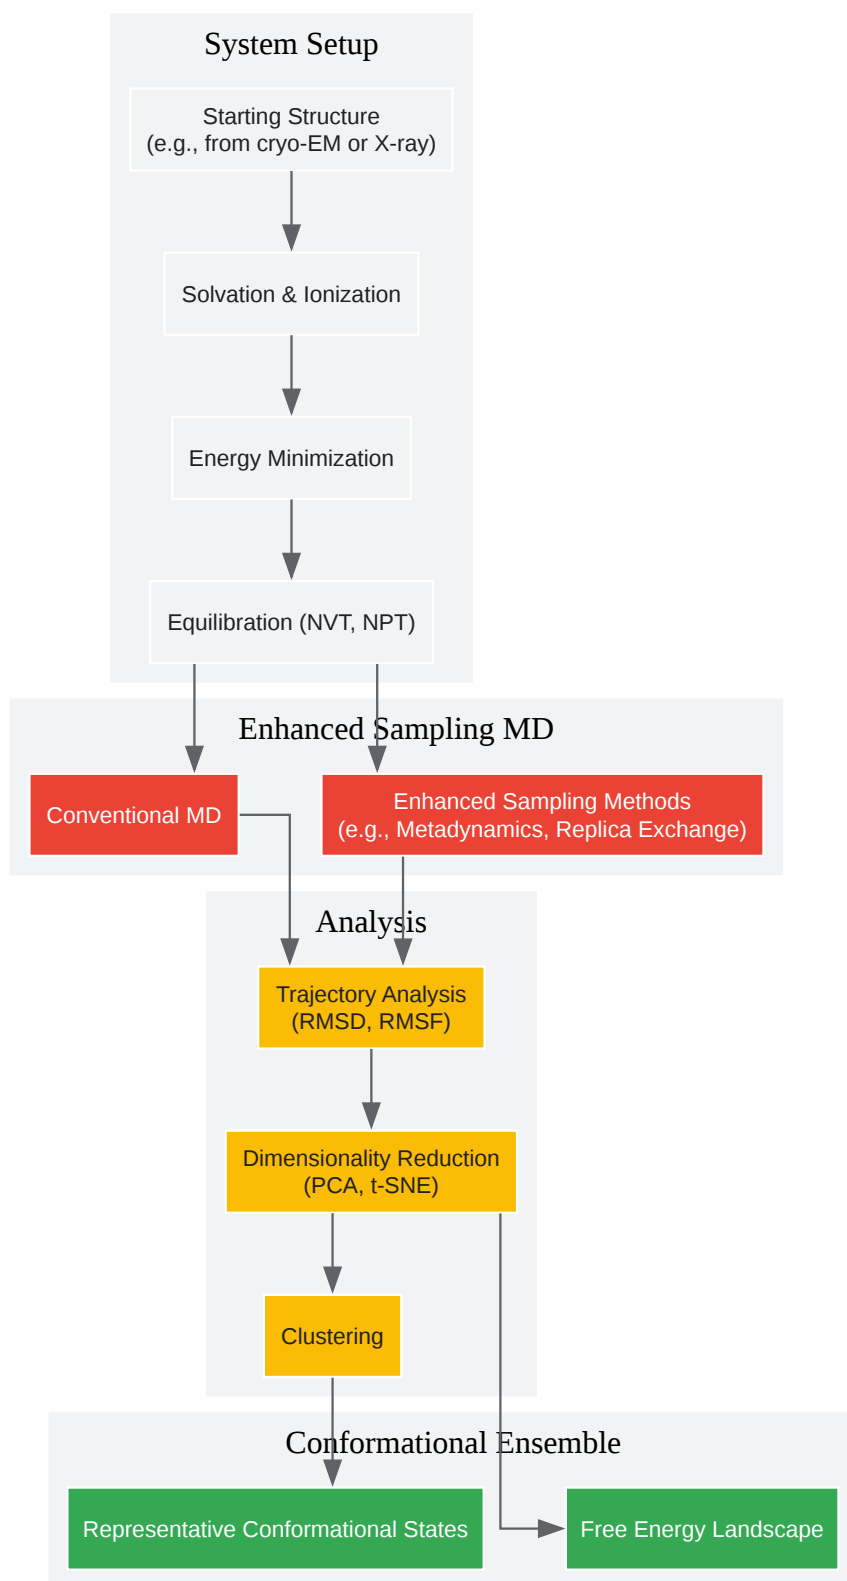 System Setup
Starting Structure
(e.g., from cryo-EM or X-ray)
Solvation & Ionization
Energy Minimization
Equilibration (NVT, NPT)
Enhanced Sampling MD
Conventional MD
Enhanced Sampling Methods
(e.g., Metadynamics, Replica Exchange)
Analysis
Trajectory Analysis
(RMSD, RMSF)
Dimensionality Reduction
(PCA, t-SNE)
Clustering
Conformational Ensemble
Representative Conformational States
Free Energy Landscape